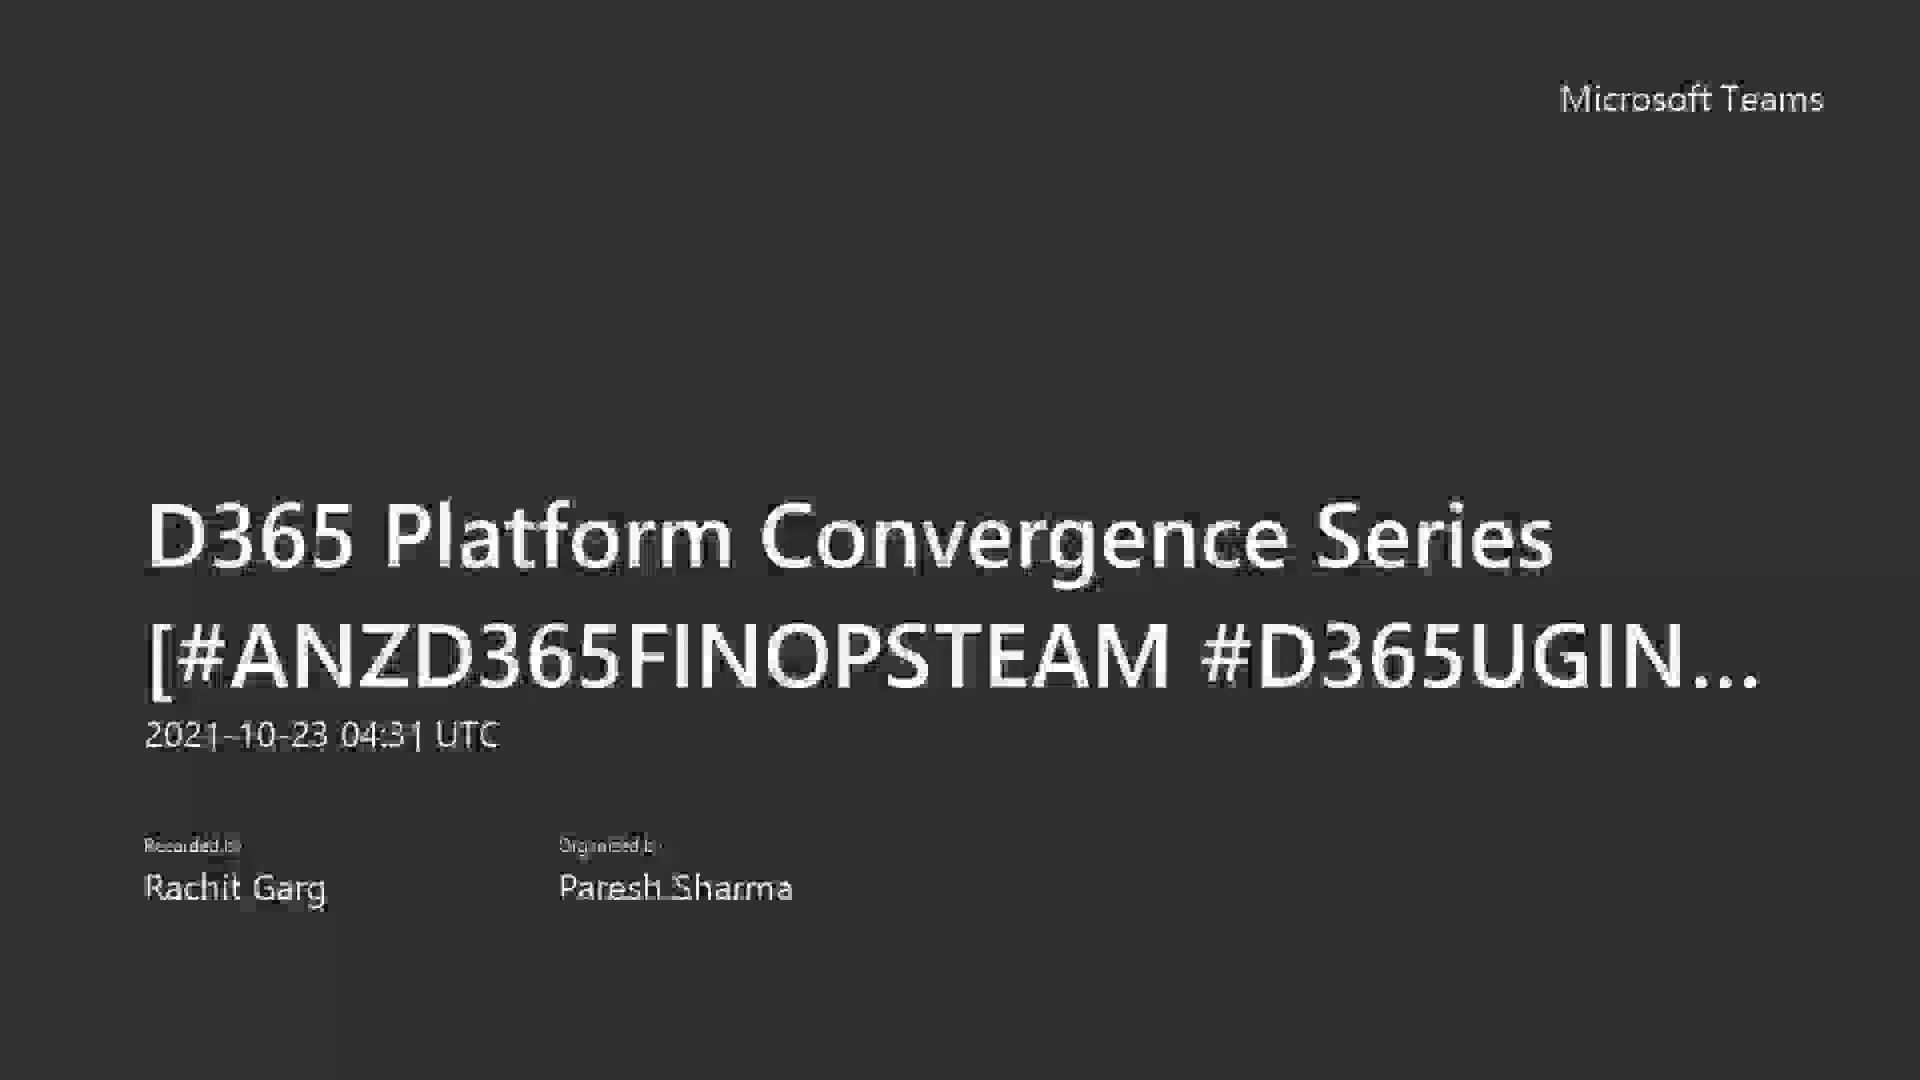 Microsoft Teams
D365 Platform Convergence Series
[#ANZD365FINOPSTEAM #D365UGIN...
2021-10-23 04:31 UTC
Recorded by
Organized by
Rachit Garg
Paresh Sharma